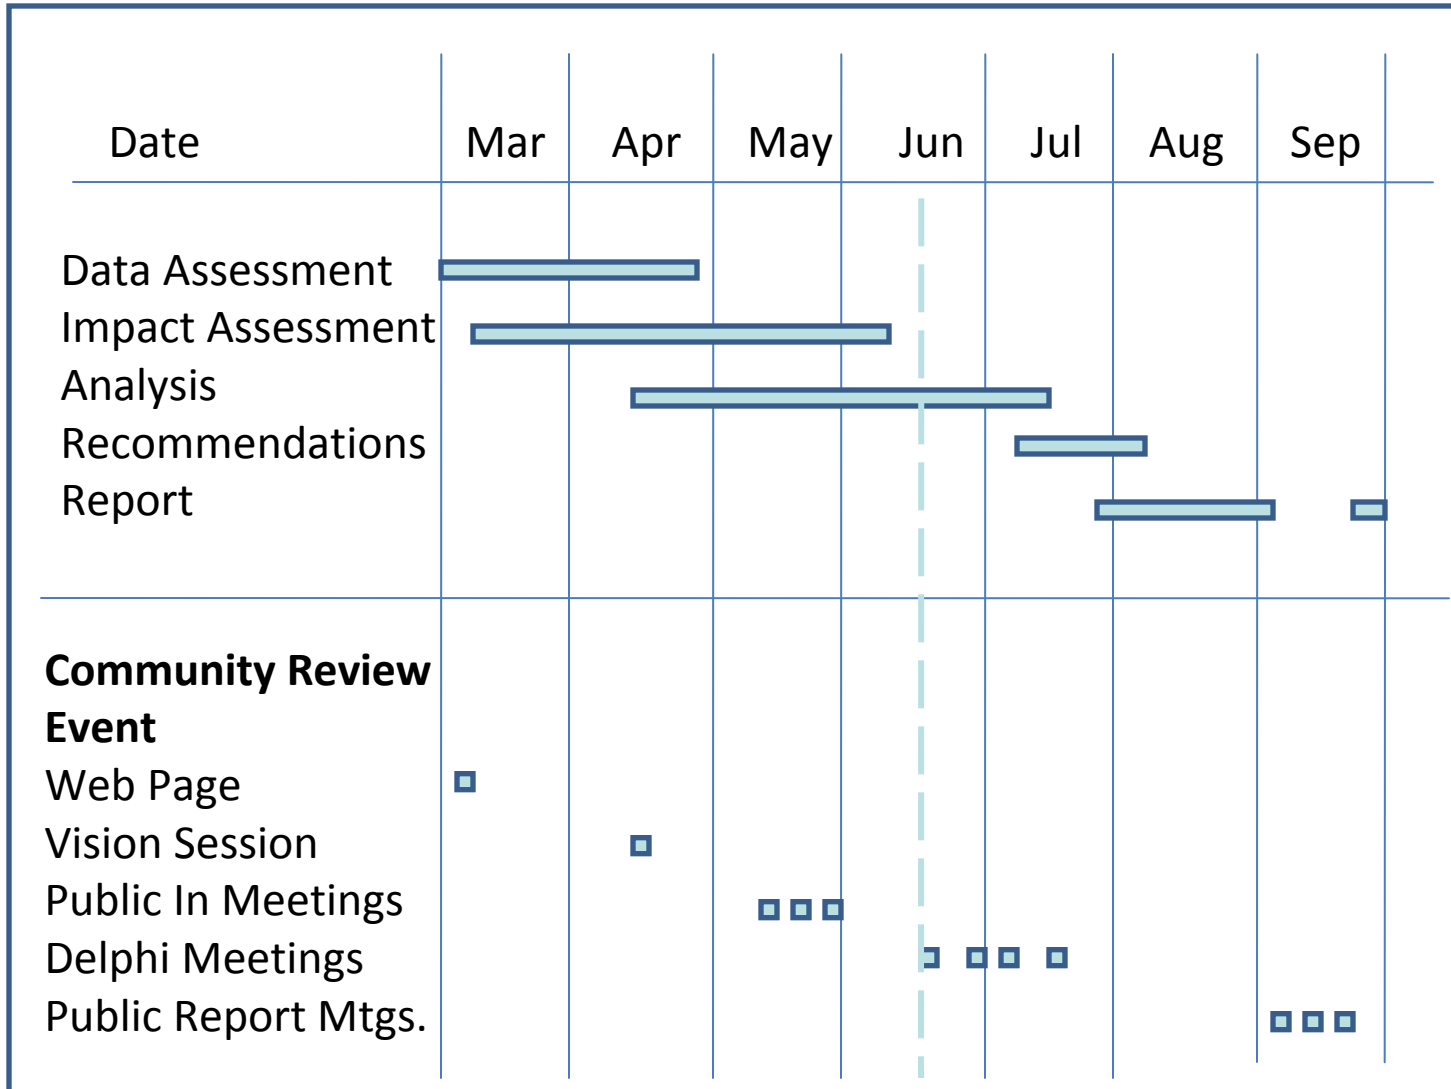 Date Mar Apr May Jun Jul Aug Sep
Data Assessment
Impact Assessment
Analysis
Recommendations
Report
Community Review
Event
Web Page
Vision Session
Public In Meetings
Delphi Meetings
Public Report Mtgs.